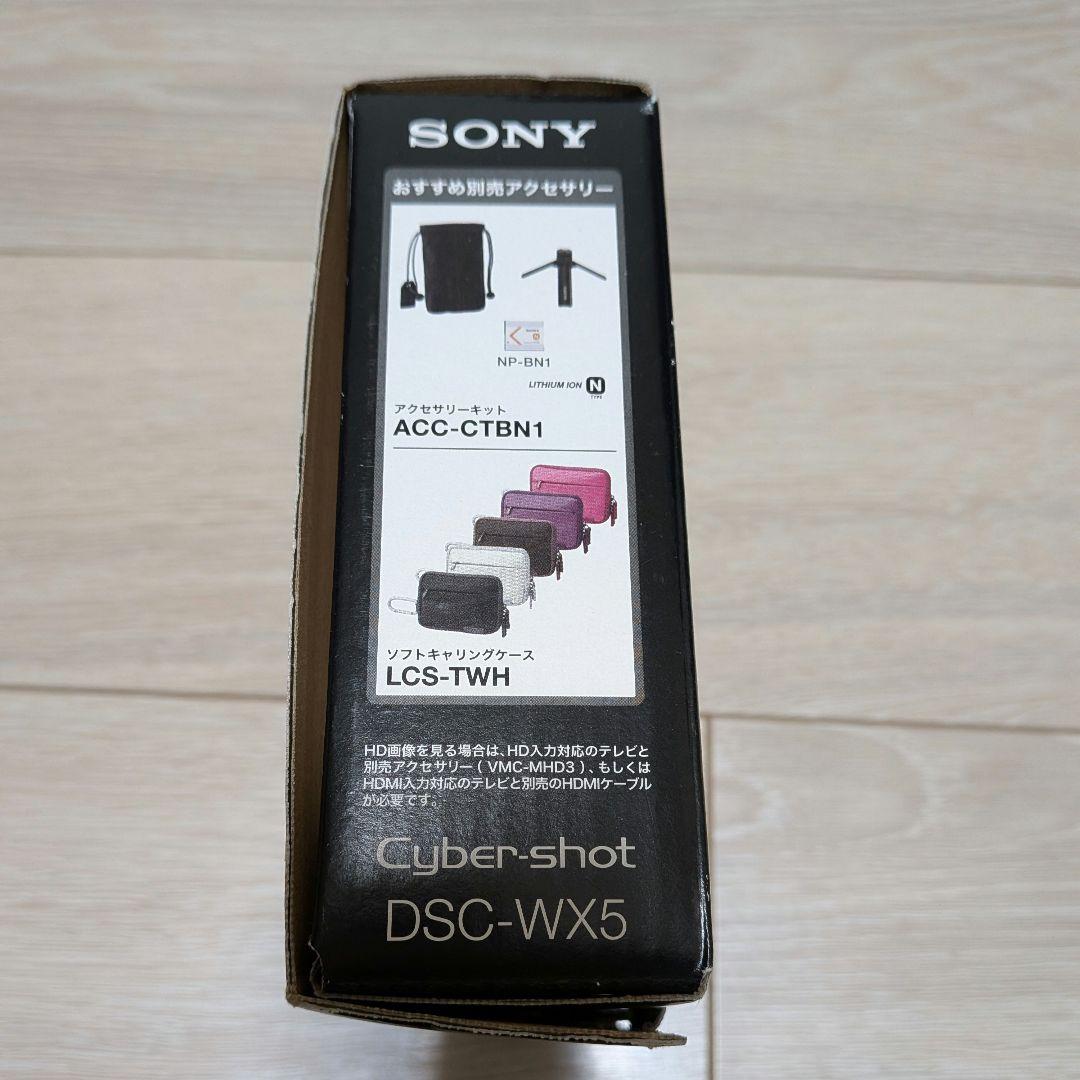 SONY
おすすめ別売アクセサリー
NP-BN1
LITHIUM ION N
TYPE
アクセサリーキット
ACC-CTBN1
ソフトキャリングケース
LCS-TWH
HD画像を見る場合は、HD入力対応のテレビと
別売アクセサリー(VMC-MHD3)、もしくは
HDMI入力対応のテレビと別売のHDMIケーブル
が必要です。
Cyber-shot
DSC-WX5